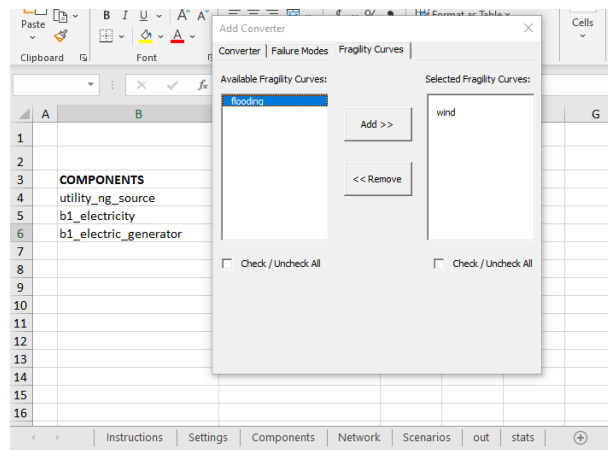 Paste
B I U
A A
$ % 9
Format as Table
Cells
Clipboard
Font
fx
Add Converter
Converter
Failure Modes
Fragility Curves
Available Fragility Curves:
Selected Fragility Curves:
flooding
wind
Add >>
<< Remove
Check / Uncheck All
Check / Uncheck All
A B G
1
2
3 COMPONENTS
4 utility_ng_source
5 b1_electricity
6 b1_electric_generator
7
8
9
10
11
12
13
14
15
16
Instructions Settings Components Network Scenarios out stats